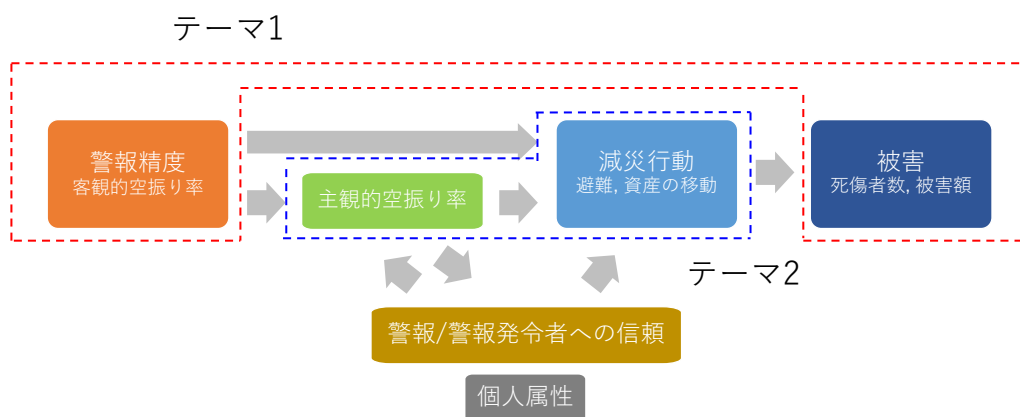 テーマ1
警報精度
客観的空振り率
主観的空振り率
減災行動
避難, 資産の移動
被害
死傷者数, 被害額
テーマ2
警報/警報発令者への信頼
個人属性